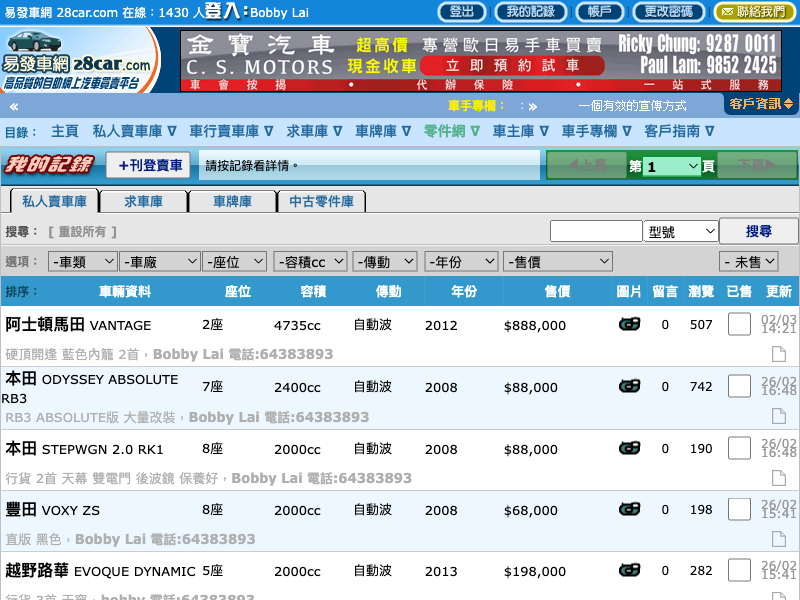 易發車網 28car.com 在線：1430 人 登入：Bobby Lai 登出 我的記錄 帳戶 更改密碼 聯絡我們
易發車網 28car.com
高品質的自助網上汽車買賣平台
金寶汽車 超高價 專營歐日易手車買賣 Ricky Chung: 9287 0011
C. S. MOTORS 現金收車 立即預約試車 Paul Lam: 9852 2425
車會按揭 • 代辦保險 • 一站式服務
« 車手專欄： : » 一個有效的宣傳方式 客戶資訊
目錄： 主頁 私人賣車庫 ∇ 車行賣車庫 ∇ 求車庫 ∇ 車牌庫 ∇ 零件網 ∇ 車主庫 ∇ 車手專欄 ∇ 客戶指南 ∇
我的記錄 +刊登賣車 請按記錄看詳情。 ◀上頁 第 1 頁 下頁▶
私人賣車庫 求車庫 車牌庫 中古零件庫
搜尋： [ 重設所有 ] 型號 搜尋
選項： -車類 -車廠 -座位 -容積cc -傳動 -年份 -售價 - 未售
排序： 車輛資料 座位 容積 傳動 年份 售價 圖片 留言 瀏覽 已售 更新
阿士頓馬田 VANTAGE 2座 4735cc 自動波 2012 $888,000 0 507 02/03 14:21
硬頂開逢 藍色內籠 2首，Bobby Lai 電話:64383893
本田 ODYSSEY ABSOLUTE RB3 7座 2400cc 自動波 2008 $88,000 0 742 26/02 16:48
RB3 ABSOLUTE版 大量改裝，Bobby Lai 電話:64383893
本田 STEPWGN 2.0 RK1 8座 2000cc 自動波 2008 $88,000 0 190 26/02 16:48
行貨 2首 天幕 雙電門 後波鏡 保養好，Bobby Lai 電話:64383893
豐田 VOXY ZS 8座 2000cc 自動波 2008 $68,000 0 198 26/02 15:41
直版 黑色，Bobby Lai 電話:64383893
越野路華 EVOQUE DYNAMIC 5座 2000cc 自動波 2013 $198,000 0 282 26/02 15:41
行貨 3首 天窗，bobby 電話:64383893